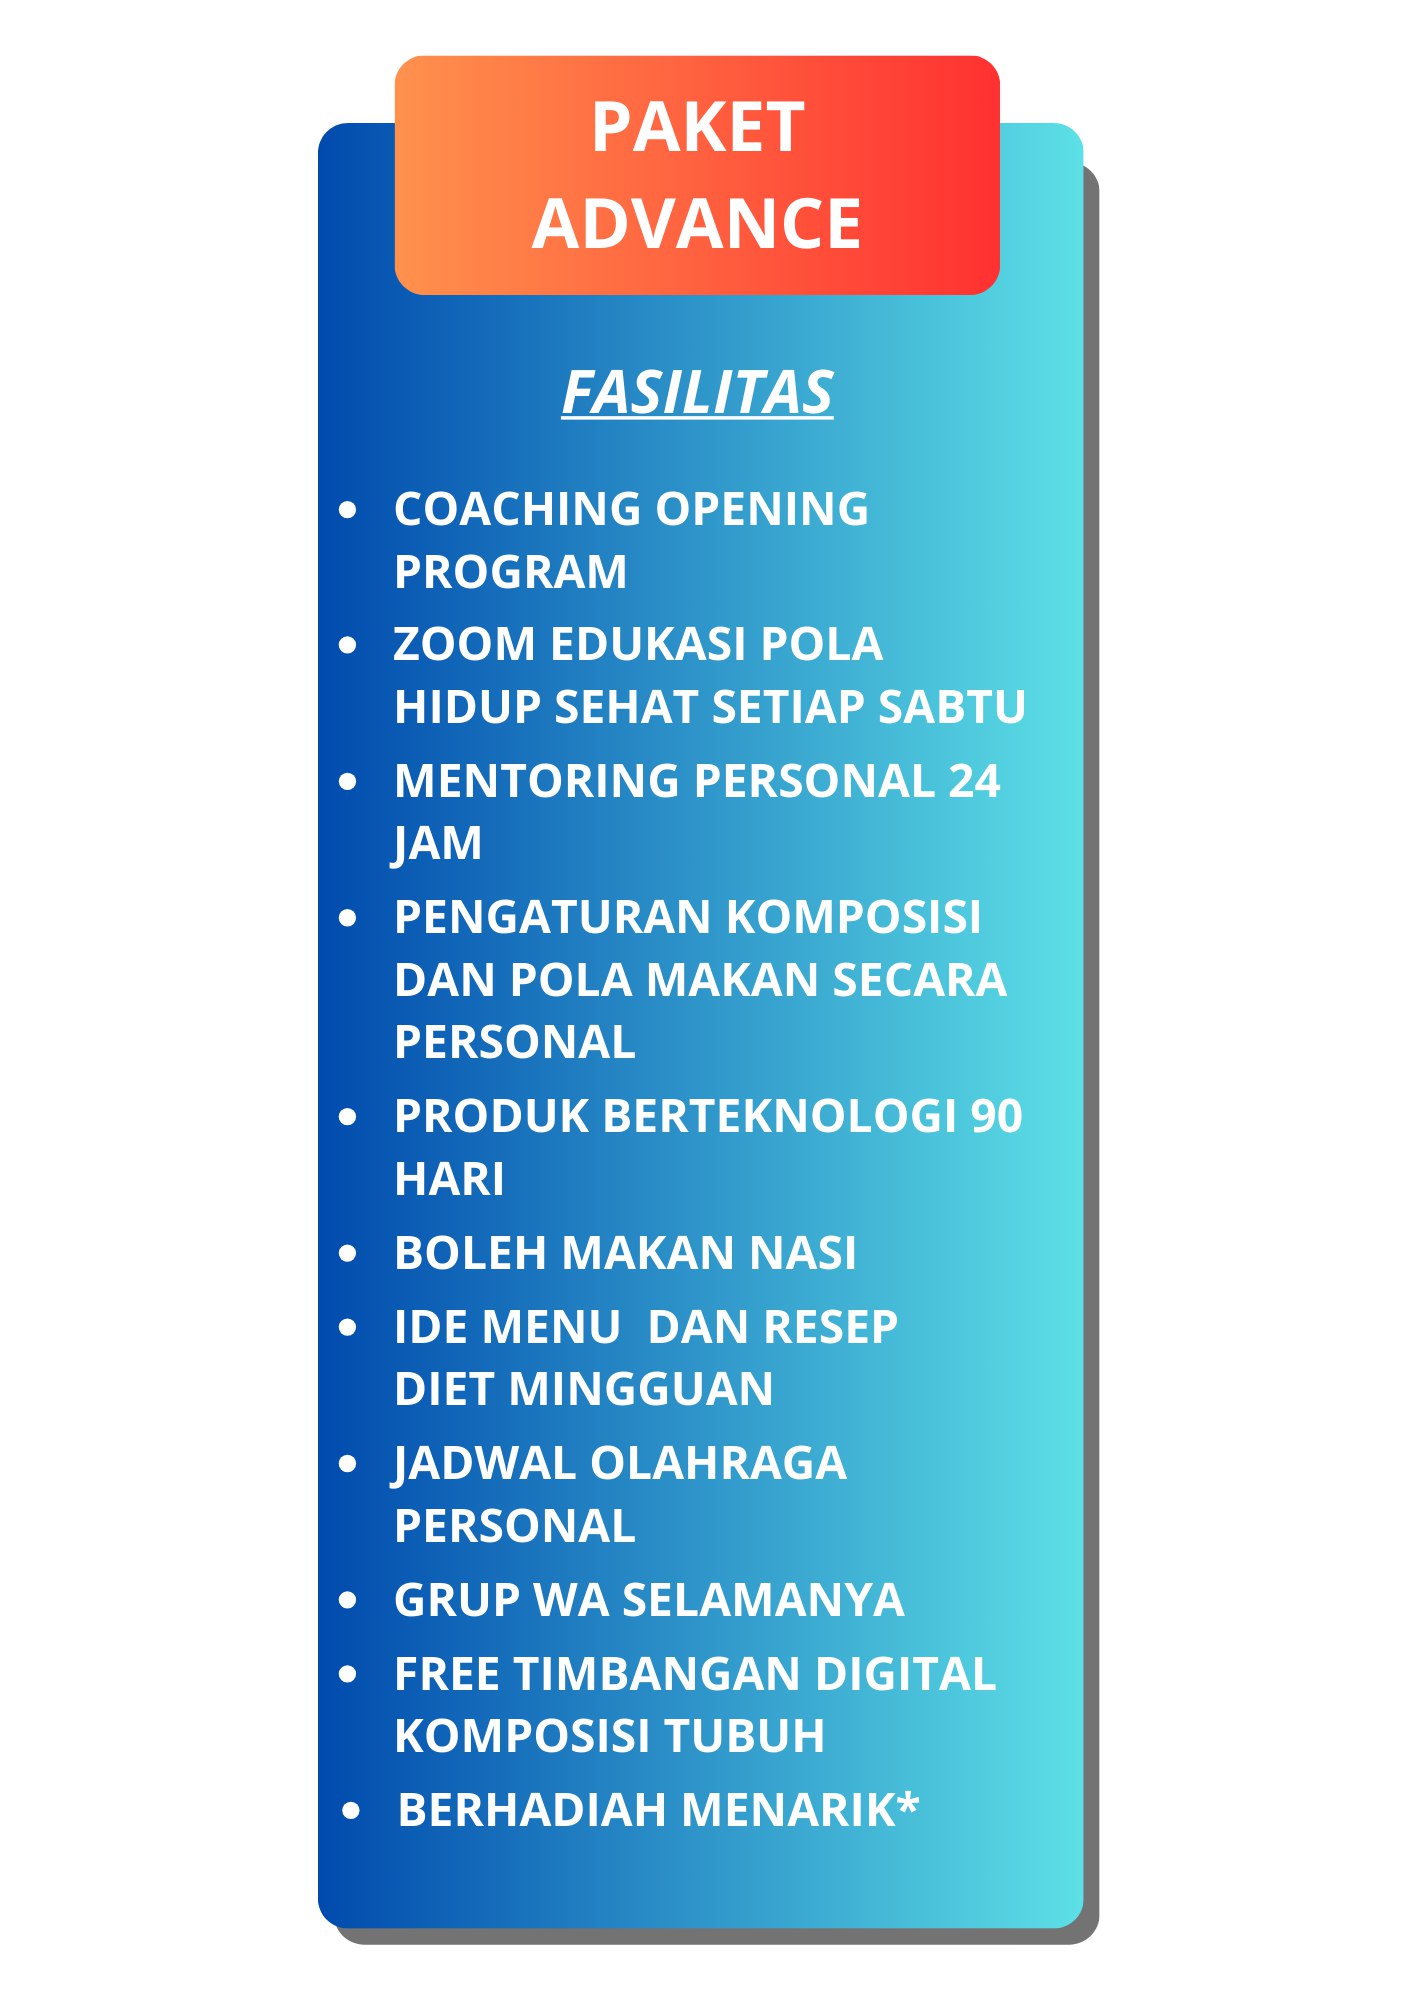 PAKET
ADVANCE
FASILITAS
• COACHING OPENING
PROGRAM
• ZOOM EDUKASI POLA
HIDUP SEHAT SETIAP SABTU
• MENTORING PERSONAL 24
JAM
• PENGATURAN KOMPOSISI
DAN POLA MAKAN SECARA
PERSONAL
• PRODUK BERTEKNOLOGI 90
HARI
• BOLEH MAKAN NASI
• IDE MENU  DAN RESEP
DIET MINGGUAN
• JADWAL OLAHRAGA
PERSONAL
• GRUP WA SELAMANYA
• FREE TIMBANGAN DIGITAL
KOMPOSISI TUBUH
• BERHADIAH MENARIK*